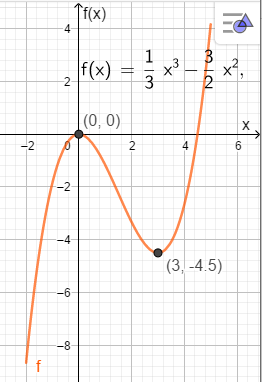 f(x)
4
f(x) = 1/3 x³ − 3/2 x²,
2
x
(0, 0)
−2 0 2 4 6
−2
−4
(3, -4.5)
−6
−8
f